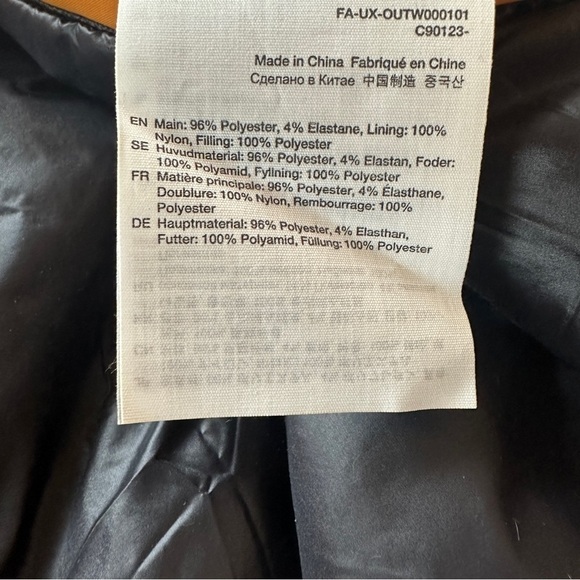 FA-UX-OUTW000101
C90123-
Made in China Fabriqué en Chine
Сделано в Китае 中国制造 중국산
EN Main: 96% Polyester, 4% Elastane, Lining: 100%
Nylon, Filling: 100% Polyester
SE Huvudmaterial: 96% Polyester, 4% Elastan, Foder:
100% Polyamid, Fyllning: 100% Polyester
FR Matière principale: 96% Polyester, 4% Élasthane,
Doublure: 100% Nylon, Rembourrage: 100%
Polyester
DE Hauptmaterial: 96% Polyester, 4% Elasthan,
Futter: 100% Polyamid, Füllung: 100% Polyester